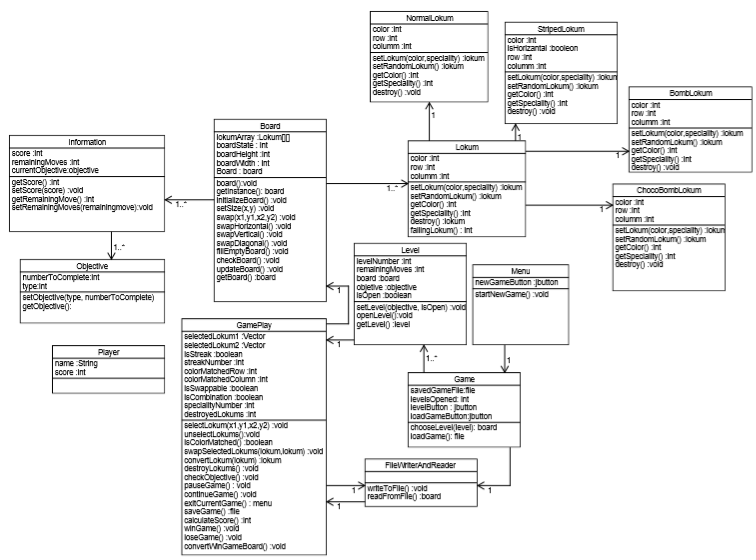 NormalLokum
color :int
row :int
columm :int
setLokum(color,speciality) :lokum
setRandomLokum() :lokum
getColor() :int
getSpeciality() :int
destroy() :void
StripedLokum
color :int
isHorizantal :booleon
row :int
columm :int
setLokum(color,speciality) :lokum
setRandomLokum() :lokum
getColor() :int
getSpeciality() :int
destroy() :void
BombLokum
color :int
row :int
columm :int
setLokum(color,speciality) :lokum
setRandomLokum() :lokum
getColor() :int
getSpeciality() :int
destroy() :void
ChocoBombLokum
color :int
row :int
columm :int
setLokum(color,speciality) :lokum
setRandomLokum() :lokum
getColor() :int
getSpeciality() :int
destroy() :void
Lokum
color :int
row :int
column :int
setLokum(color,speciality) :lokum
setRandomLokum() :lokum
getColor() :int
getSpeciality() :int
destroy() :void
fallingLokum() : int
Board
lokumArray :Lokum[][]
boardState : int
boardHeight :int
boardWidth : int
Board : board
board():void
getInstance(): board
initializeBoard() :void
setSize(x,y) :void
swap(x1,y1,x2,y2) :void
swapHorizontal() :void
swapVertical() :void
swapDiagonal() :void
fillEmptyBoard() :void
checkBoard() :void
updateBoard() :void
getBoard() : board
Information
score :int
remainingMoves :int
currentObjective:objective
getScore() :int
setScore(score) :void
getRemainingMove() :int
setRemainingMoves(remainingmove):void
Objective
numberToComplete:int
type:int
setObjective(type, numberToComplete)
getObjective():
Player
name :String
score :int
Level
levelNumber :int
remainingMoves :int
board :board
objetive :objective
isOpen :boolean
setLevel(objective, isOpen) :void
openLevel():void
getLevel() :level
Menu
newGameButton :jbutton
startNewGame() :void
GamePlay
selectedLokum1 :Vector
selectedLokum2 :Vector
isStreak :boolean
streakNumber :int
colorMatchedRow :int
colorMatchedColumn :int
isSwappable :boolean
isCombination :boolean
specialityNumber :int
destroyedLokums :int
selectLokum(x1,y1,x2,y2) :void
unselectLokums():void
isColorMatched() :boolean
swapSelectedLokums(lokum,lokum) :void
convertLokum(lokum) :lokum
destroyLokums() :void
checkObjective() :void
pauseGame() : void
continueGame() :void
exitCurrentGame() : menu
saveGame() :file
calculateScore() :int
winGame() :void
loseGame() :void
convertWinGameBoard() :void
Game
savedGameFile:file
levelsOpened: int
levelButton : jbutton
loadGameButton:jbutton
chooseLevel(level): board
loadGame(): file
FileWriterAndReader
writeToFile() :void
readFromFile() :board
1
1
1
1
1..*
1..*
1..*
1
1
1..*
1
1
1
1